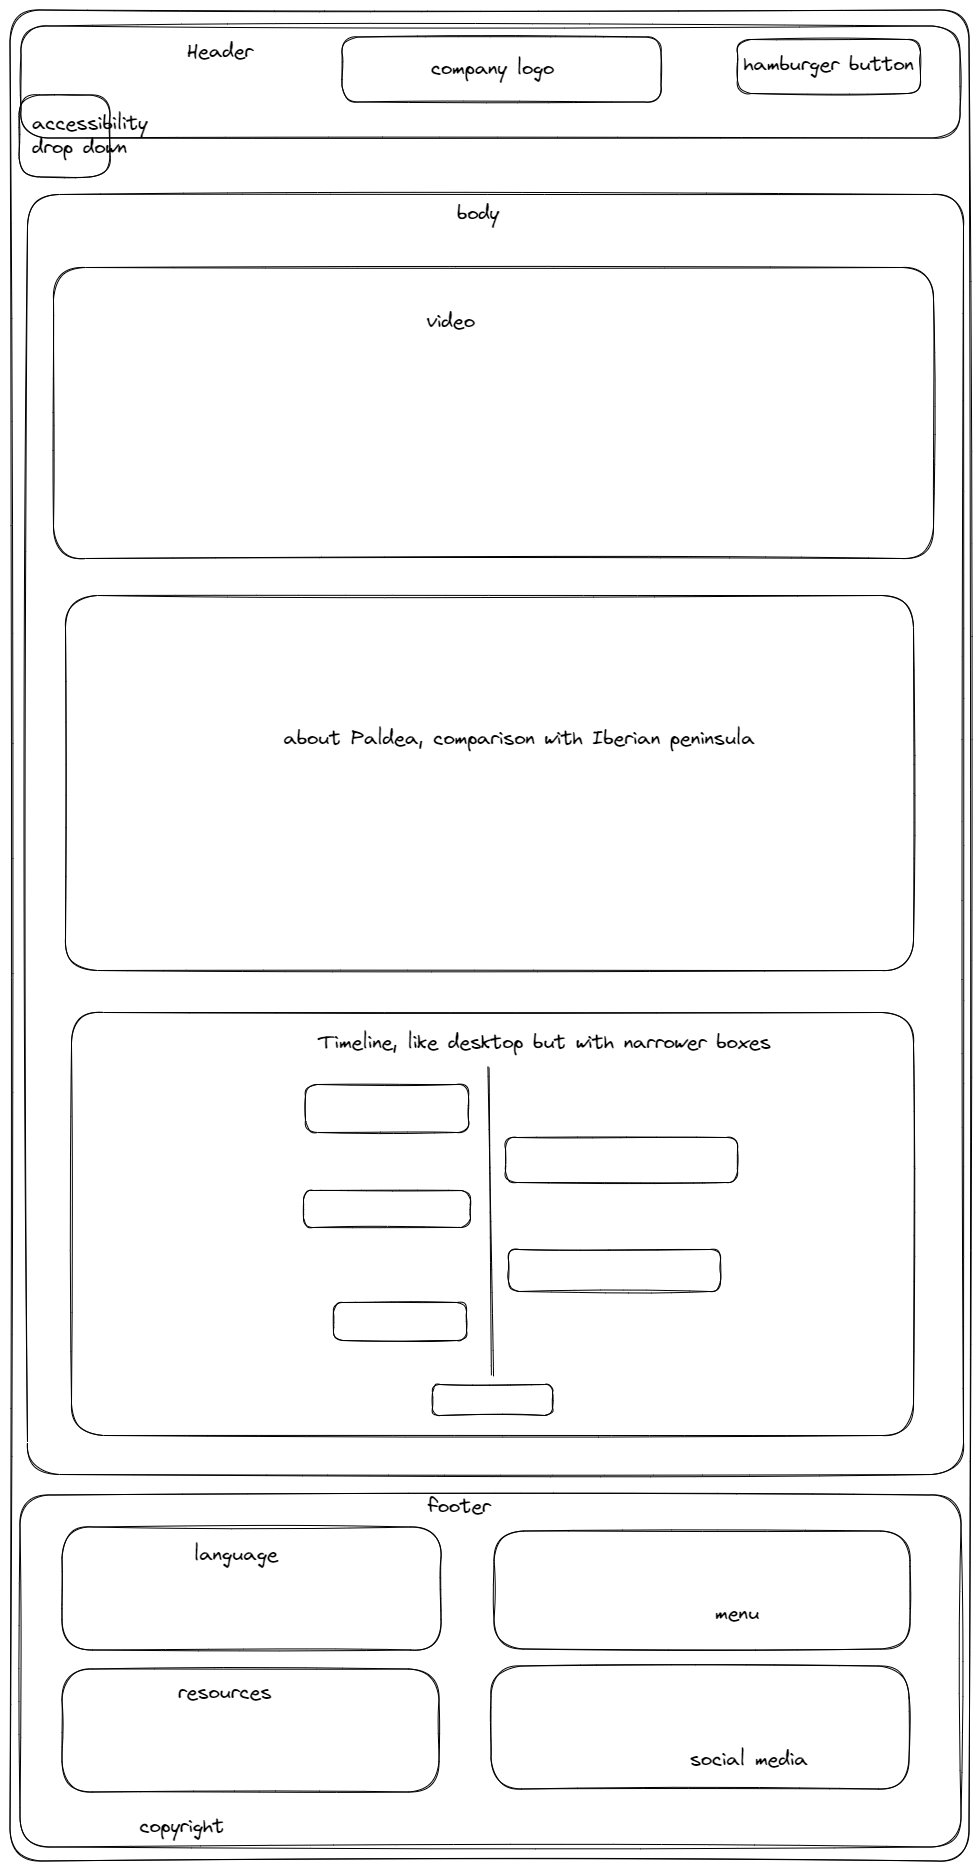 Header
company logo
hamburger button
accessibility
drop down
body
video
about Paldea, comparison with Iberian peninsula
Timeline, like desktop but with narrower boxes
footer
language
menu
resources
social media
copyright